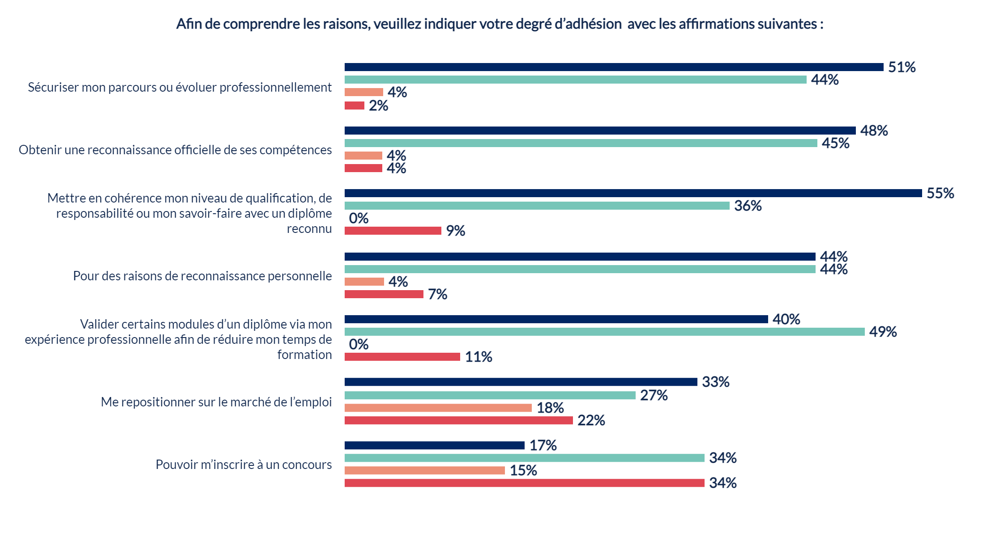 Afin de comprendre les raisons, veuillez indiquer votre degré d’adhésion  avec les affirmations suivantes :
Sécuriser mon parcours ou évoluer professionnellement
51%
44%
4%
2%
Obtenir une reconnaissance officielle de ses compétences
48%
45%
4%
4%
Mettre en cohérence mon niveau de qualification, de
responsabilité ou mon savoir-faire avec un diplôme
reconnu
55%
36%
0%
9%
Pour des raisons de reconnaissance personnelle
44%
44%
4%
7%
Valider certains modules d’un diplôme via mon
expérience professionnelle afin de réduire mon temps de
formation
40%
49%
0%
11%
Me repositionner sur le marché de l’emploi
33%
27%
18%
22%
Pouvoir m’inscrire à un concours
17%
34%
15%
34%